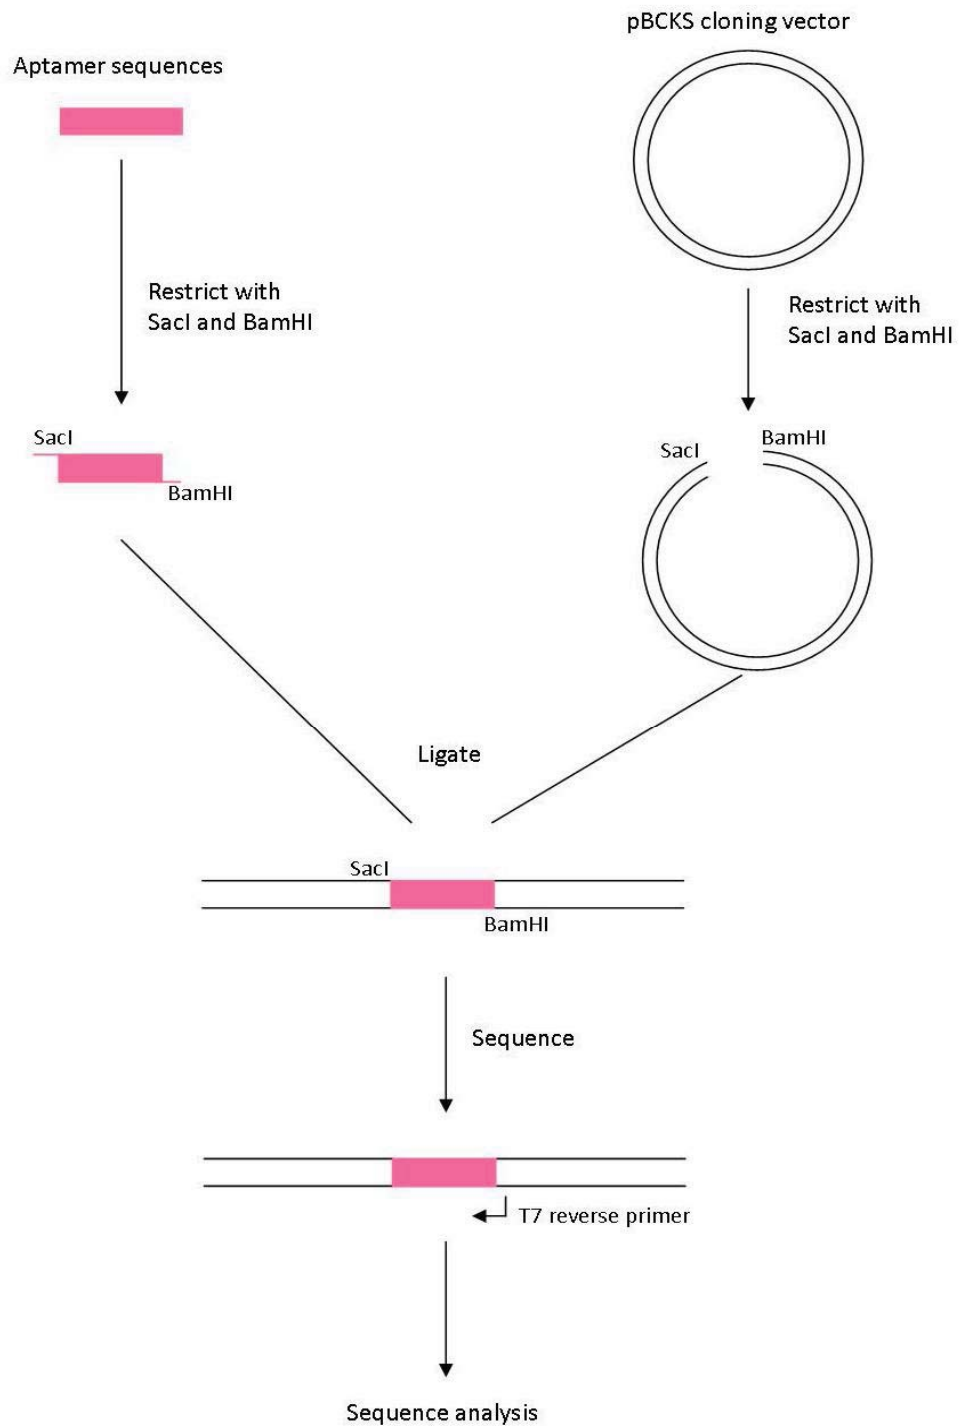 pBCKS cloning vector
Aptamer sequences
Restrict with
SacI and BamHI
Restrict with
SacI and BamHI
SacI
BamHI
SacI
BamHI
Ligate
SacI
BamHI
Sequence
T7 reverse primer
Sequence analysis